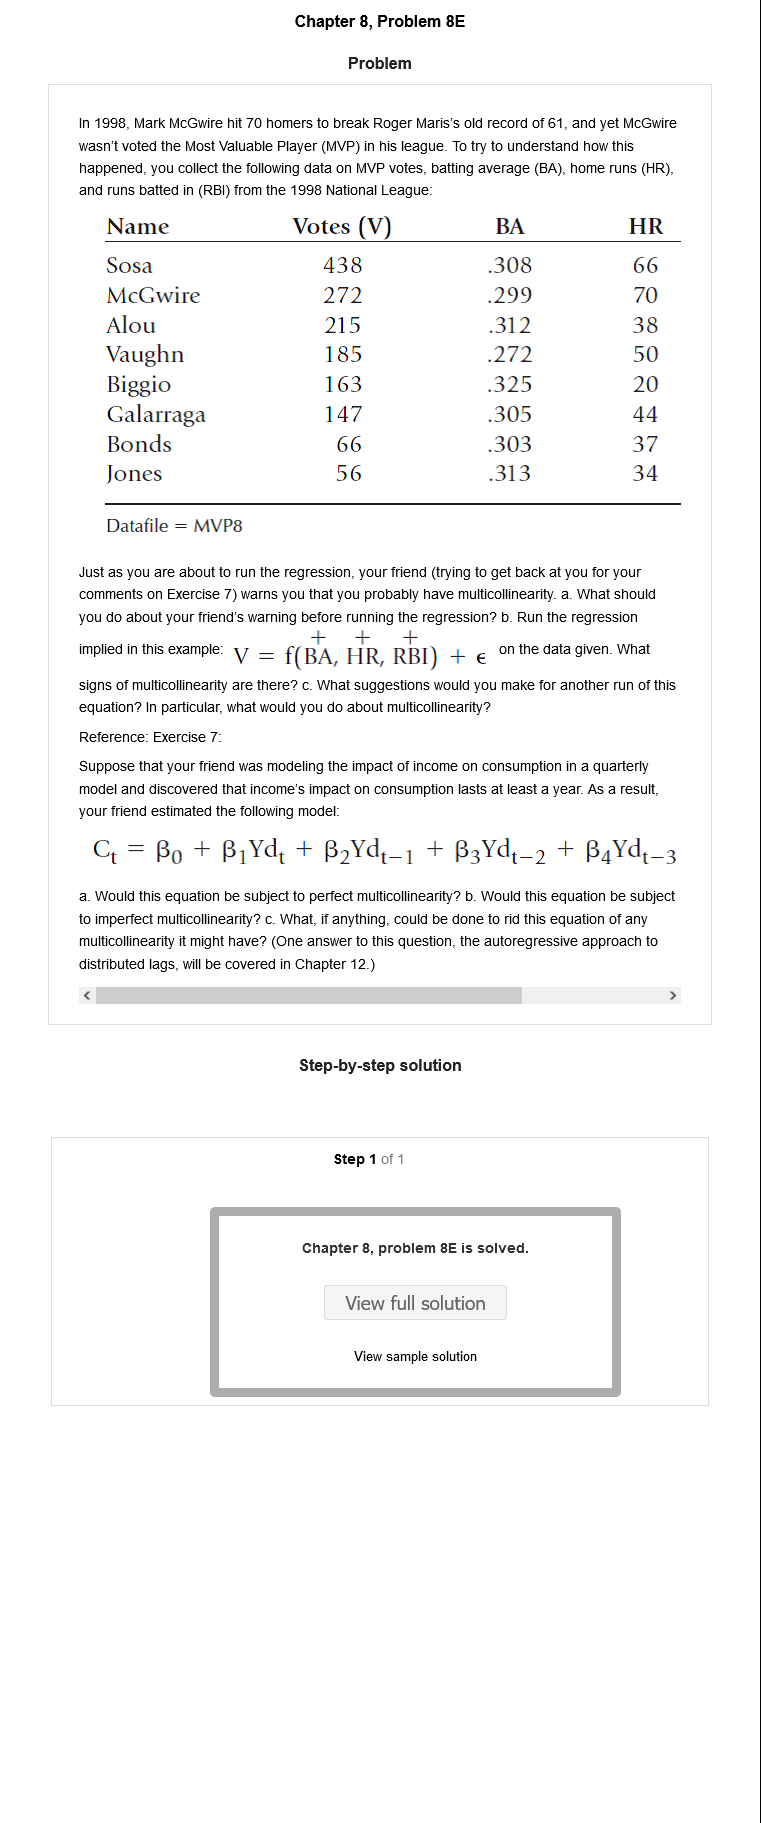 Chapter 8, Problem 8E
Problem
In 1998, Mark McGwire hit 70 homers to break Roger Maris's old record of 61, and yet McGwire
wasn't voted the Most Valuable Player (MVP) in his league. To try to understand how this
happened, you collect the following data on MVP votes, batting average (BA), home runs (HR),
and runs batted in (RBI) from the 1998 National League:
Name Votes (V) BA HR
Sosa 438 .308 66
McGwire 272 .299 70
Alou 215 .312 38
Vaughn 185 .272 50
Biggio 163 .325 20
Galarraga 147 .305 44
Bonds 66 .303 37
Jones 56 .313 34
Datafile = MVP8
Just as you are about to run the regression, your friend (trying to get back at you for your
comments on Exercise 7) warns you that you probably have multicollinearity. a. What should
you do about your friend's warning before running the regression? b. Run the regression
+ + +
implied in this example: V = f(BA, HR, RBI) + ϵ on the data given. What
signs of multicollinearity are there? c. What suggestions would you make for another run of this
equation? In particular, what would you do about multicollinearity?
Reference: Exercise 7:
Suppose that your friend was modeling the impact of income on consumption in a quarterly
model and discovered that income's impact on consumption lasts at least a year. As a result,
your friend estimated the following model:
Cₜ = β₀ + β₁Ydₜ + β₂Ydₜ₋₁ + β₃Ydₜ₋₂ + β₄Ydₜ₋₃
a. Would this equation be subject to perfect multicollinearity? b. Would this equation be subject
to imperfect multicollinearity? c. What, if anything, could be done to rid this equation of any
multicollinearity it might have? (One answer to this question, the autoregressive approach to
distributed lags, will be covered in Chapter 12.)
Step-by-step solution
Step 1 of 1
Chapter 8, problem 8E is solved.
View full solution
View sample solution